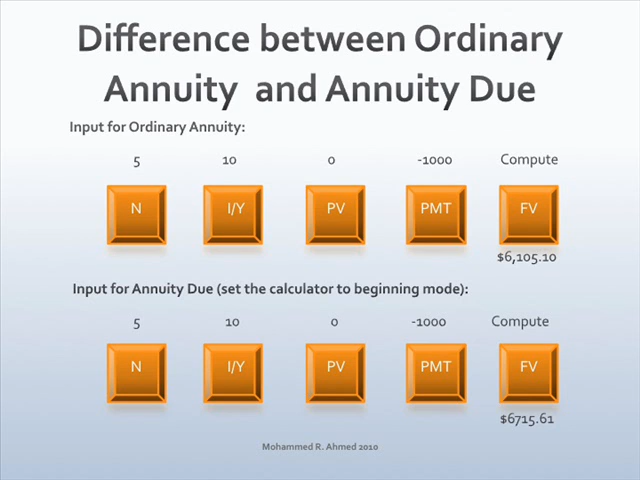 Difference between Ordinary
Annuity and Annuity Due
Input for Ordinary Annuity:
5 10 0 -1000 Compute
N I/Y PV PMT FV
$6,105.10
Input for Annuity Due (set the calculator to beginning mode):
5 10 0 -1000 Compute
N I/Y PV PMT FV
$6715.61
Mohammed R. Ahmed 2010